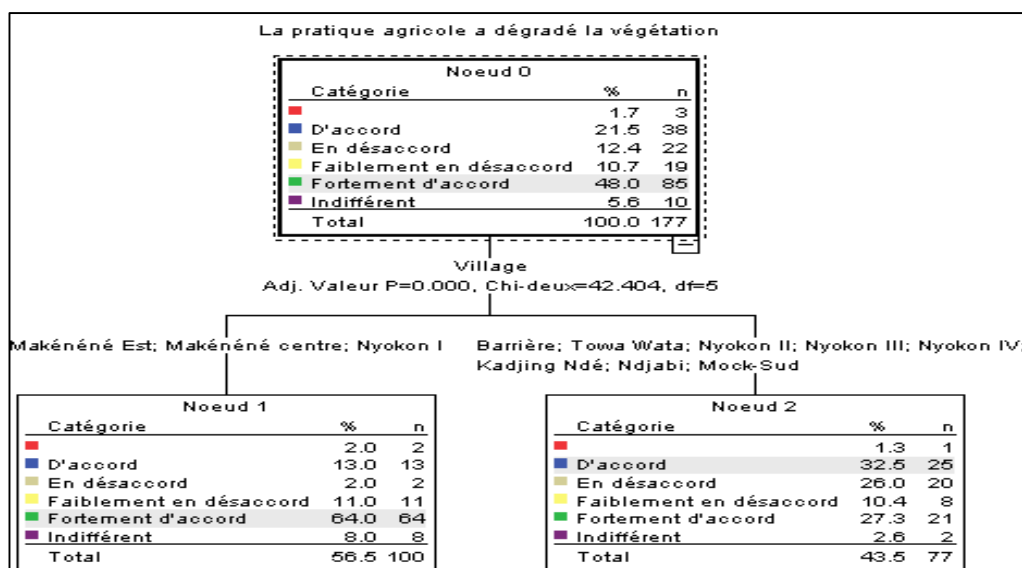 La pratique agricole a dégradé la végétation
Noeud 0
Catégorie % n
1.7 3
D'accord 21.5 38
En désaccord 12.4 22
Faiblement en désaccord 10.7 19
Fortement d'accord 48.0 85
Indifférent 5.6 10
Total 100.0 177
Village
Adj. Valeur P=0.000, Chi-deux=42.404, df=5
Makénéné Est; Makénéné centre; Nyokon I
Barrière; Towa Wata; Nyokon II; Nyokon III; Nyokon IV;
Kadjing Ndé; Ndjabi; Mock-Sud
Noeud 1
Catégorie % n
2.0 2
D'accord 13.0 13
En désaccord 2.0 2
Faiblement en désaccord 11.0 11
Fortement d'accord 64.0 64
Indifférent 8.0 8
Total 56.5 100
Noeud 2
Catégorie % n
1.3 1
D'accord 32.5 25
En désaccord 26.0 20
Faiblement en désaccord 10.4 8
Fortement d'accord 27.3 21
Indifférent 2.6 2
Total 43.5 77